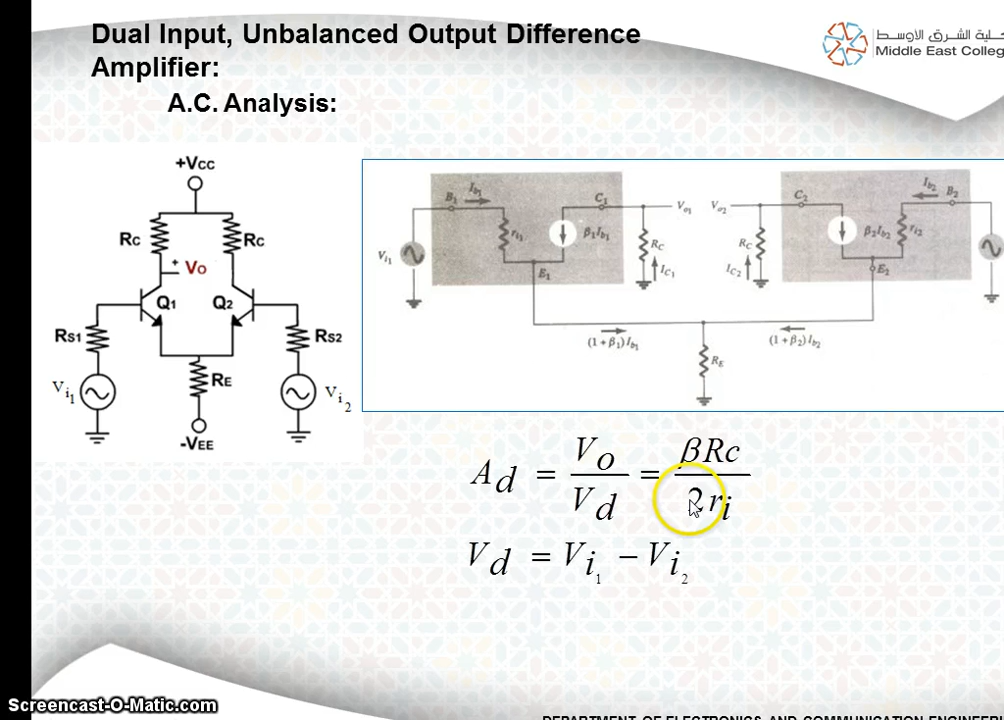 Dual Input, Unbalanced Output Difference
Amplifier:
A.C. Analysis:
كلية الشرق الأوسط
Middle East College
+VCC
RC
RC
+
Vo
Q1
Q2
RS1
RS2
Vi1
Vi2
RE
-VEE
B1
Ib1
ri1
C1
β1Ib1
Vi1
E1
RC
IC1
Vo1
Vo2
RC
IC2
C2
β2Ib2
ri2
Ib2
B2
E2
(1+β1)Ib1
(1+β2)Ib2
RE
Ad = Vo / Vd = βRc / 2ri
Vd = Vi1 − Vi2
Screencast-O-Matic.com
DEPARTMENT OF ELECTRONICS AND COMMUNICATION